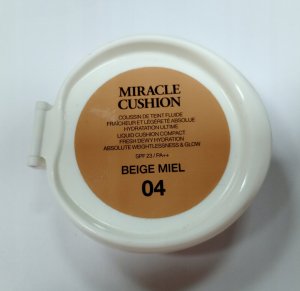 MIRACLE
CUSHION
COUSSIN DE TEINT FLUIDE
FRAÎCHEUR ET LÉGÈRETÉ ABSOLUE
HYDRATATION ULTIME
LIQUID CUSHION COMPACT
FRESH DEWY HYDRATION
ABSOLUTE WEIGHTLESSNESS & GLOW
SPF 23 / PA++
BEIGE MIEL
04